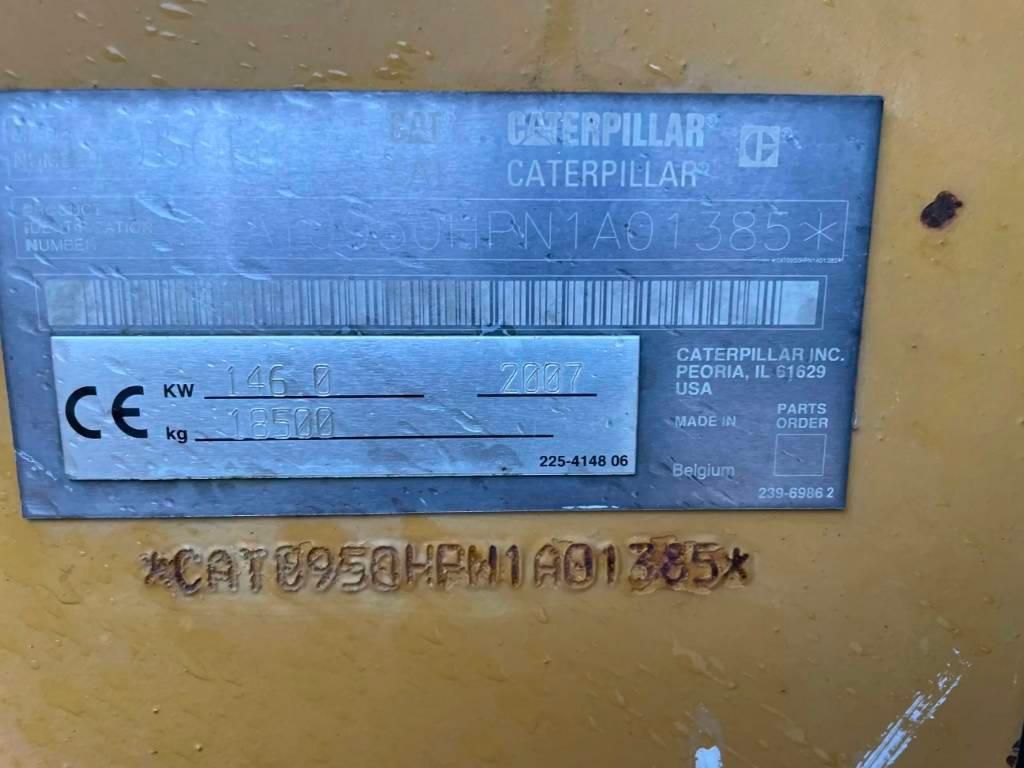 CAT® CATERPILLAR®
CATERPILLAR®
PRODUCT
IDENTIFICATION
NUMBER
*CAT0950HPN1A01385*
*CAT0950HPN1A01385*
CE
KW 146.0 2007
kg 18500
225-4148 06
CATERPILLAR INC.
PEORIA, IL 61629
USA
MADE IN
Belgium
PARTS
ORDER
239-6986 2
*CAT0950HPN1A01385*